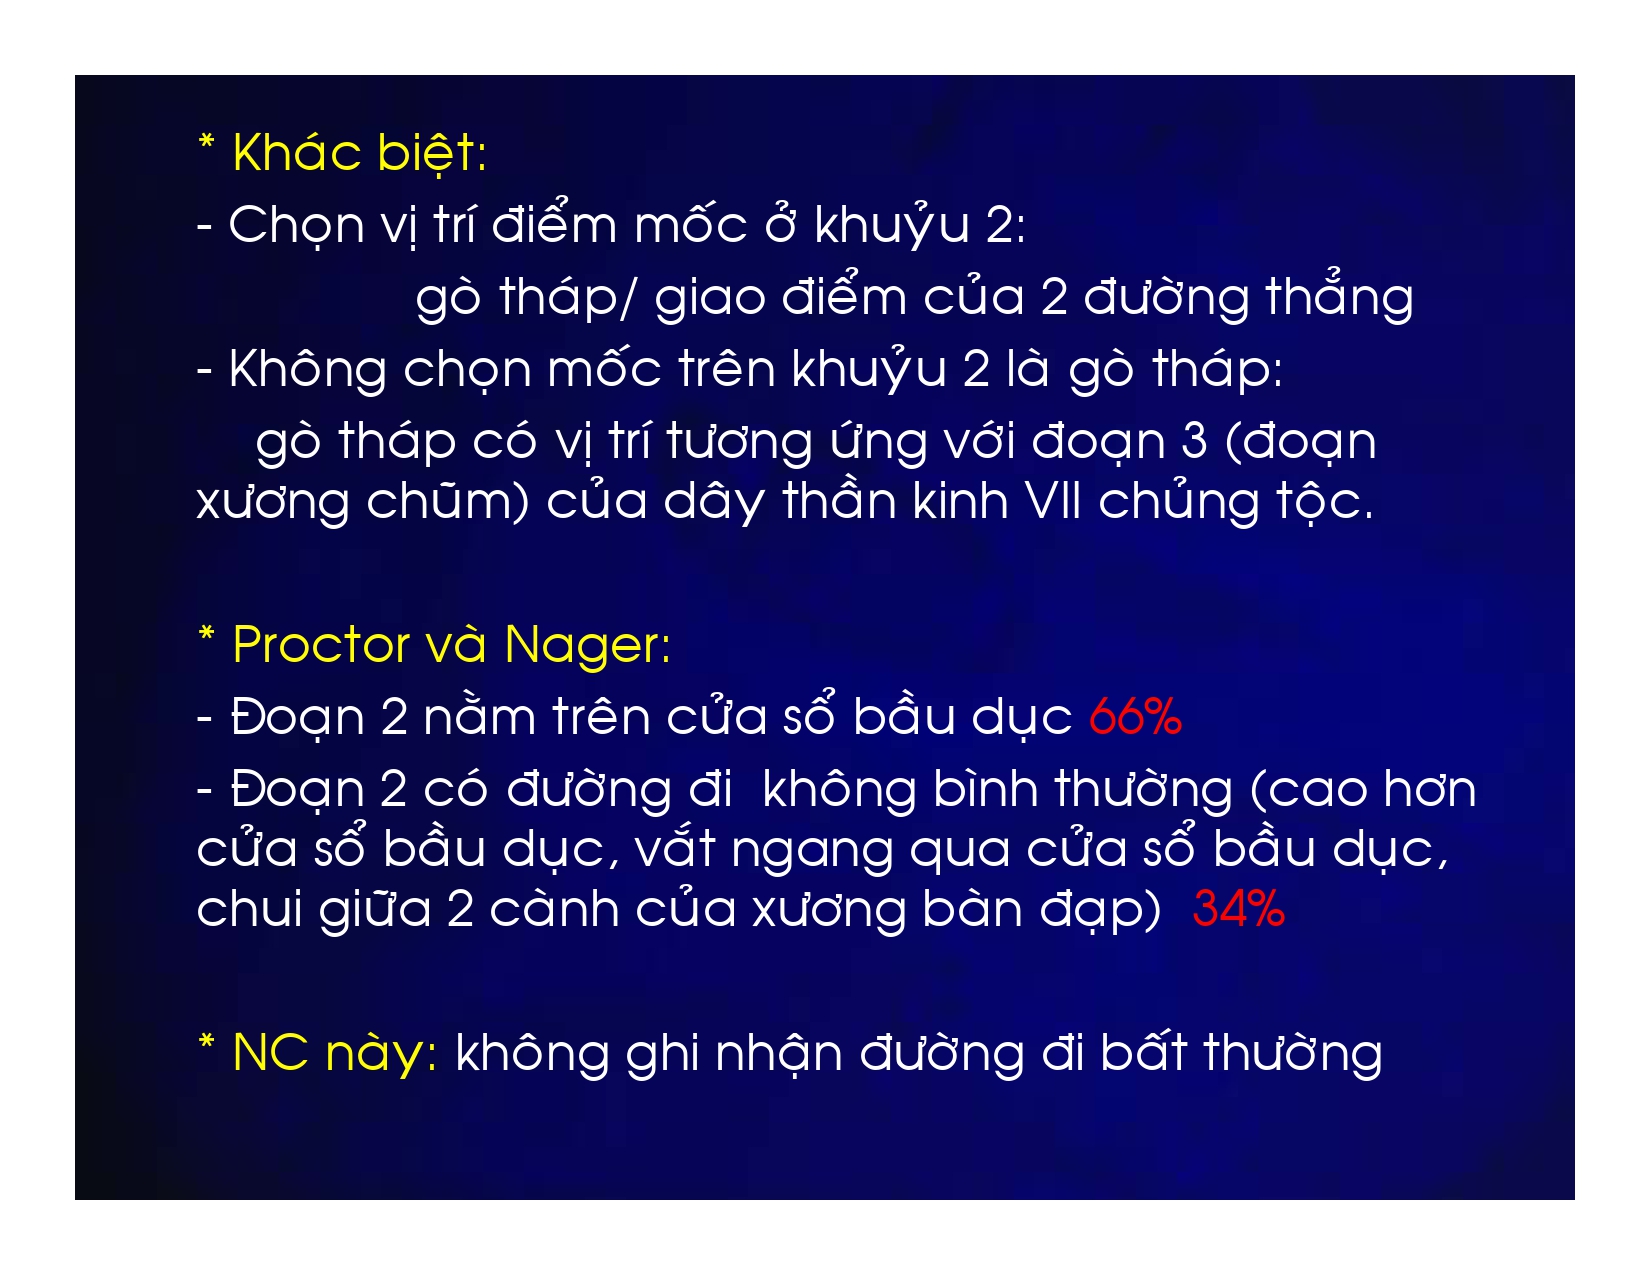 * Khác biệt:
- Chọn vị trí điểm mốc ở khuỷu 2:
gò tháp/ giao điểm của 2 đường thẳng
- Không chọn mốc trên khuỷu 2 là gò tháp:
gò tháp có vị trí tương ứng với đoạn 3 (đoạn
xương chũm) của dây thần kinh VII chủng tộc.
* Proctor và Nager:
- Đoạn 2 nằm trên cửa sổ bầu dục 66%
- Đoạn 2 có đường đi  không bình thường (cao hơn
cửa sổ bầu dục, vắt ngang qua cửa sổ bầu dục,
chui giữa 2 cành của xương bàn đạp)  34%
* NC này: không ghi nhận đường đi bất thường